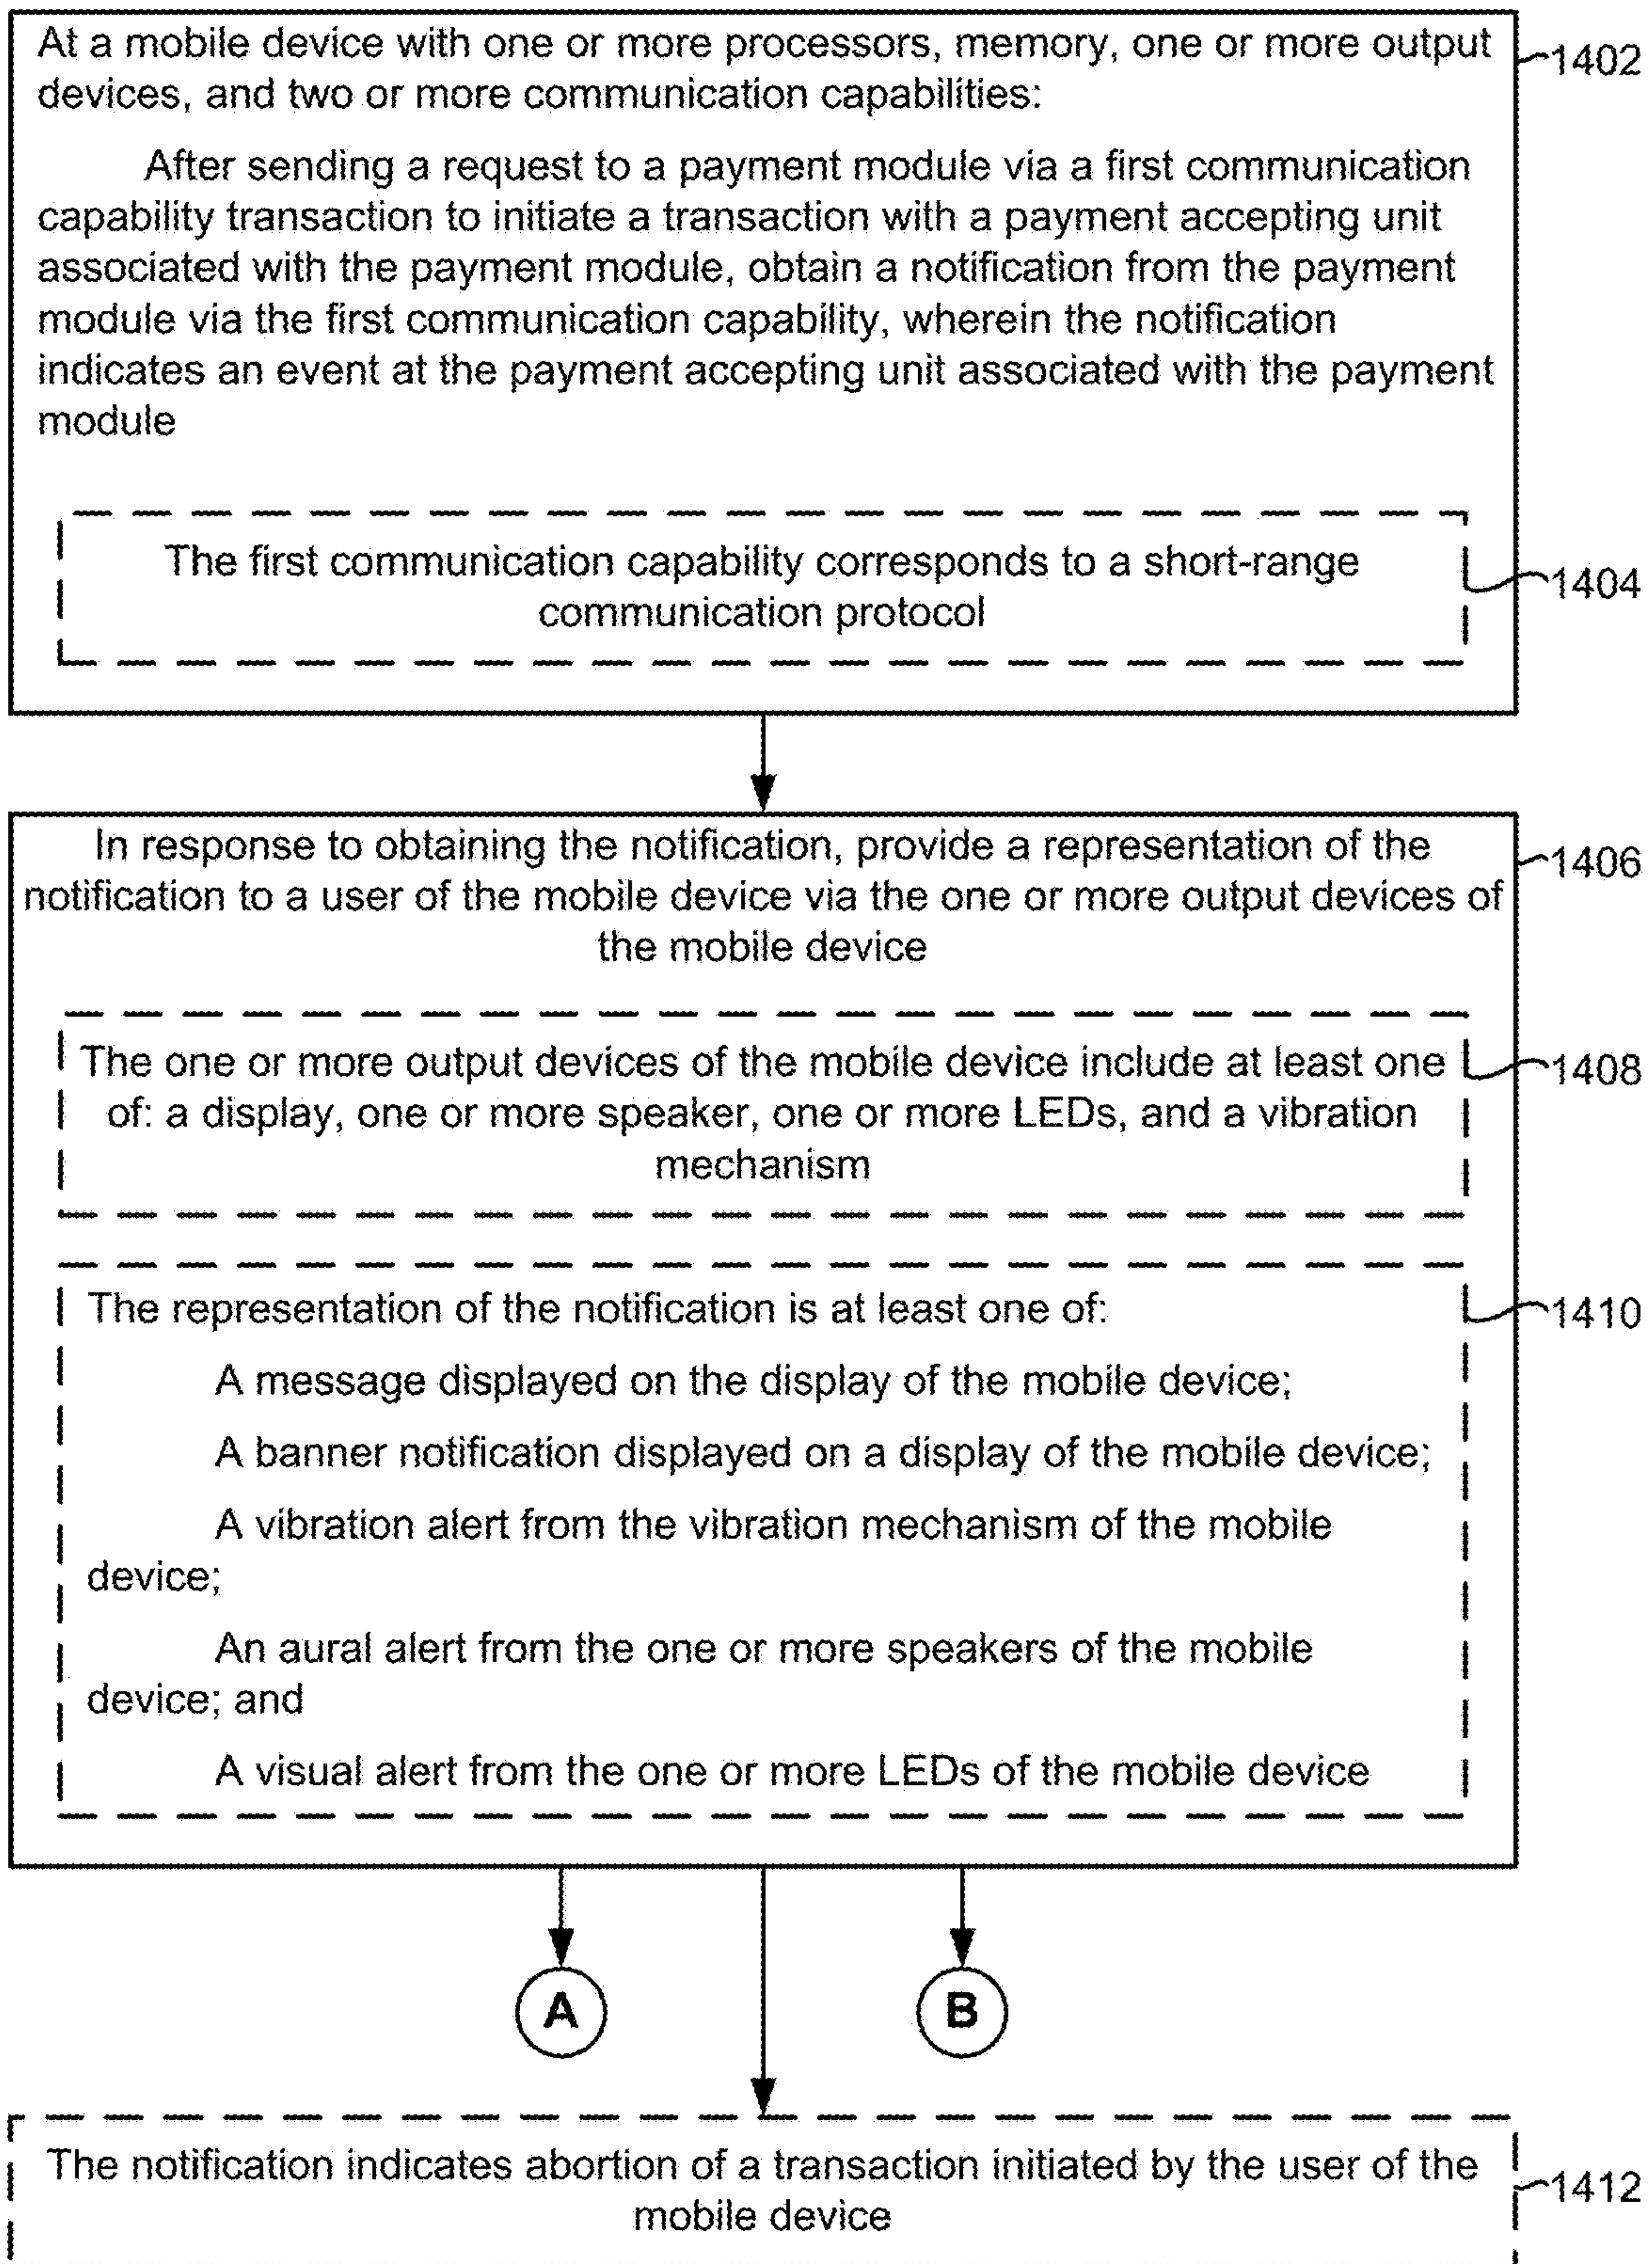 At a mobile device with one or more processors, memory, one or more output
devices, and two or more communication capabilities:
After sending a request to a payment module via a first communication
capability transaction to initiate a transaction with a payment accepting unit
associated with the payment module, obtain a notification from the payment
module via the first communication capability, wherein the notification
indicates an event at the payment accepting unit associated with the payment
module
1402
The first communication capability corresponds to a short-range
communication protocol
1404
In response to obtaining the notification, provide a representation of the
notification to a user of the mobile device via the one or more output devices of
the mobile device
1406
The one or more output devices of the mobile device include at least one
of: a display, one or more speaker, one or more LEDs, and a vibration
mechanism
1408
The representation of the notification is at least one of:
1410
A message displayed on the display of the mobile device;
A banner notification displayed on a display of the mobile device;
A vibration alert from the vibration mechanism of the mobile
device;
An aural alert from the one or more speakers of the mobile
device; and
A visual alert from the one or more LEDs of the mobile device
A
B
The notification indicates abortion of a transaction initiated by the user of the
mobile device
1412